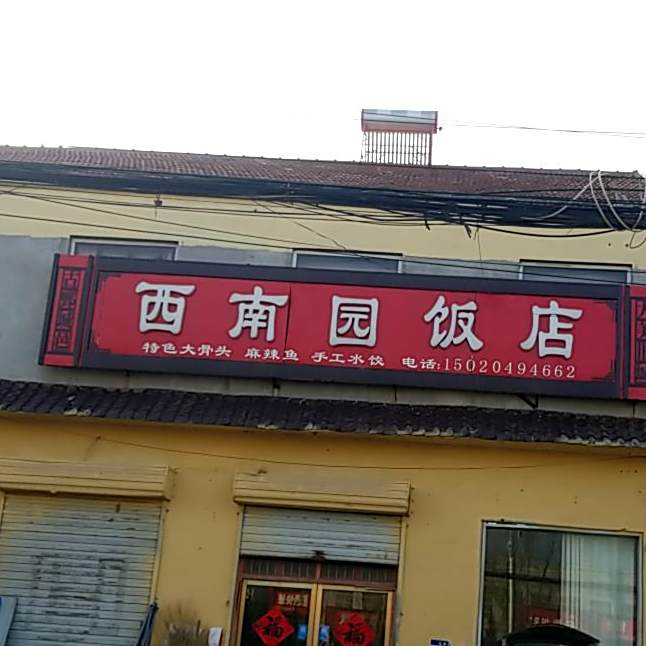 西南园饭店
特色大骨头 麻辣鱼 手工水饺 电话:15020494662
福
福